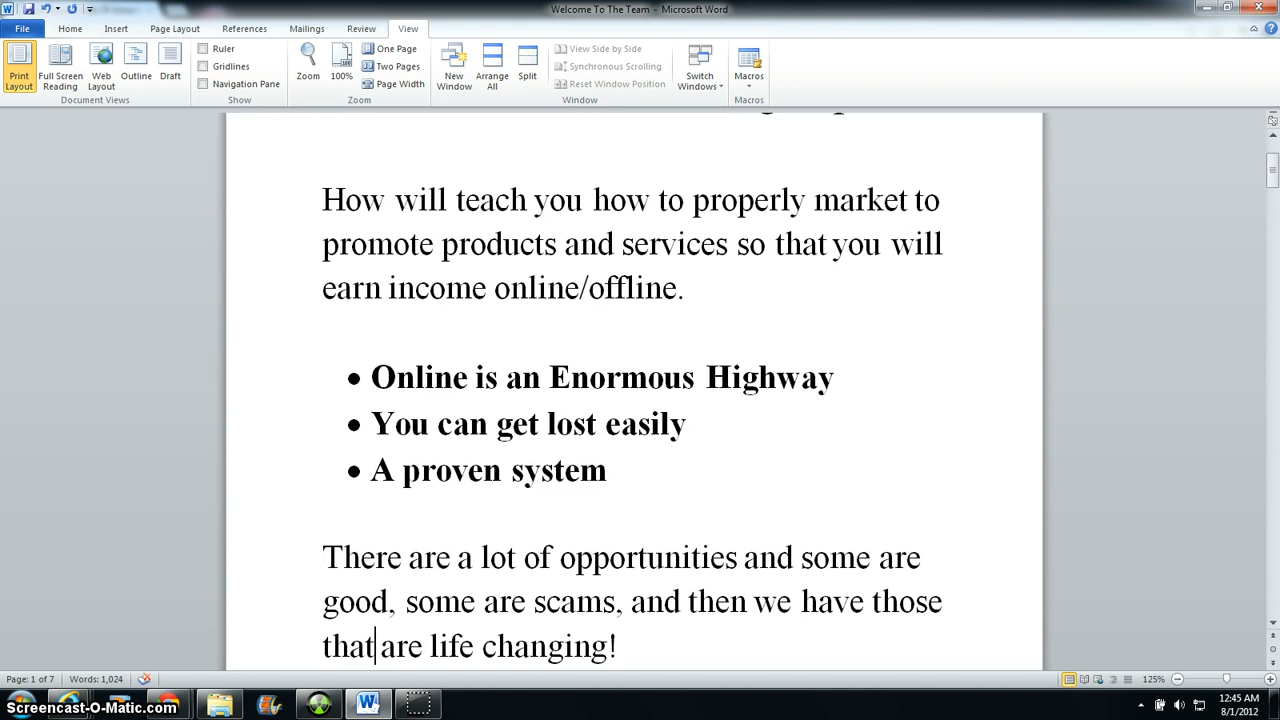 Welcome To The Team - Microsoft Word
File Home Insert Page Layout References Mailings Review View
Print Layout
Full Screen Reading
Web Layout
Outline
Draft
Document Views
Ruler
Gridlines
Navigation Pane
Show
Zoom
100%
One Page
Two Pages
Page Width
Zoom
New Window
Arrange All
Split
View Side by Side
Synchronous Scrolling
Reset Window Position
Window
Switch Windows
Macros
Macros
How will teach you how to properly market to
promote products and services so that you will
earn income online/offline.
• Online is an Enormous Highway
• You can get lost easily
• A proven system
There are a lot of opportunities and some are
good, some are scams, and then we have those
that are life changing!
Page: 1 of 7 Words: 1,024 125%
Screencast-O-Matic.com
12:45 AM
8/1/2012